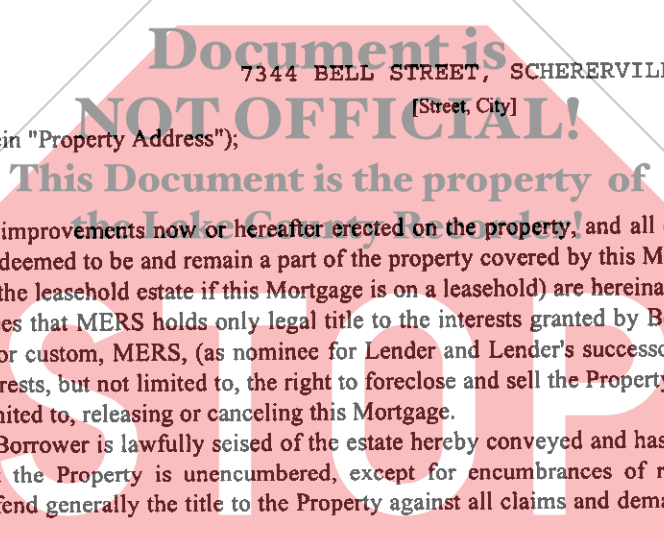 Document is
7344 BELL STREET, SCHERERVILL
[Street, City]
NOT OFFICIAL!
in "Property Address");
This Document is the property of
the Lake County Recorder!
improvements now or hereafter erected on the property, and all
deemed to be and remain a part of the property covered by this M
the leasehold estate if this Mortgage is on a leasehold) are hereina
es that MERS holds only legal title to the interests granted by B
or custom, MERS, (as nominee for Lender and Lender's successo
rests, but not limited to, the right to foreclose and sell the Property
nited to, releasing or canceling this Mortgage.
Borrower is lawfully seised of the estate hereby conveyed and has
the Property is unencumbered, except for encumbrances of r
fend generally the title to the Property against all claims and dema
STOP